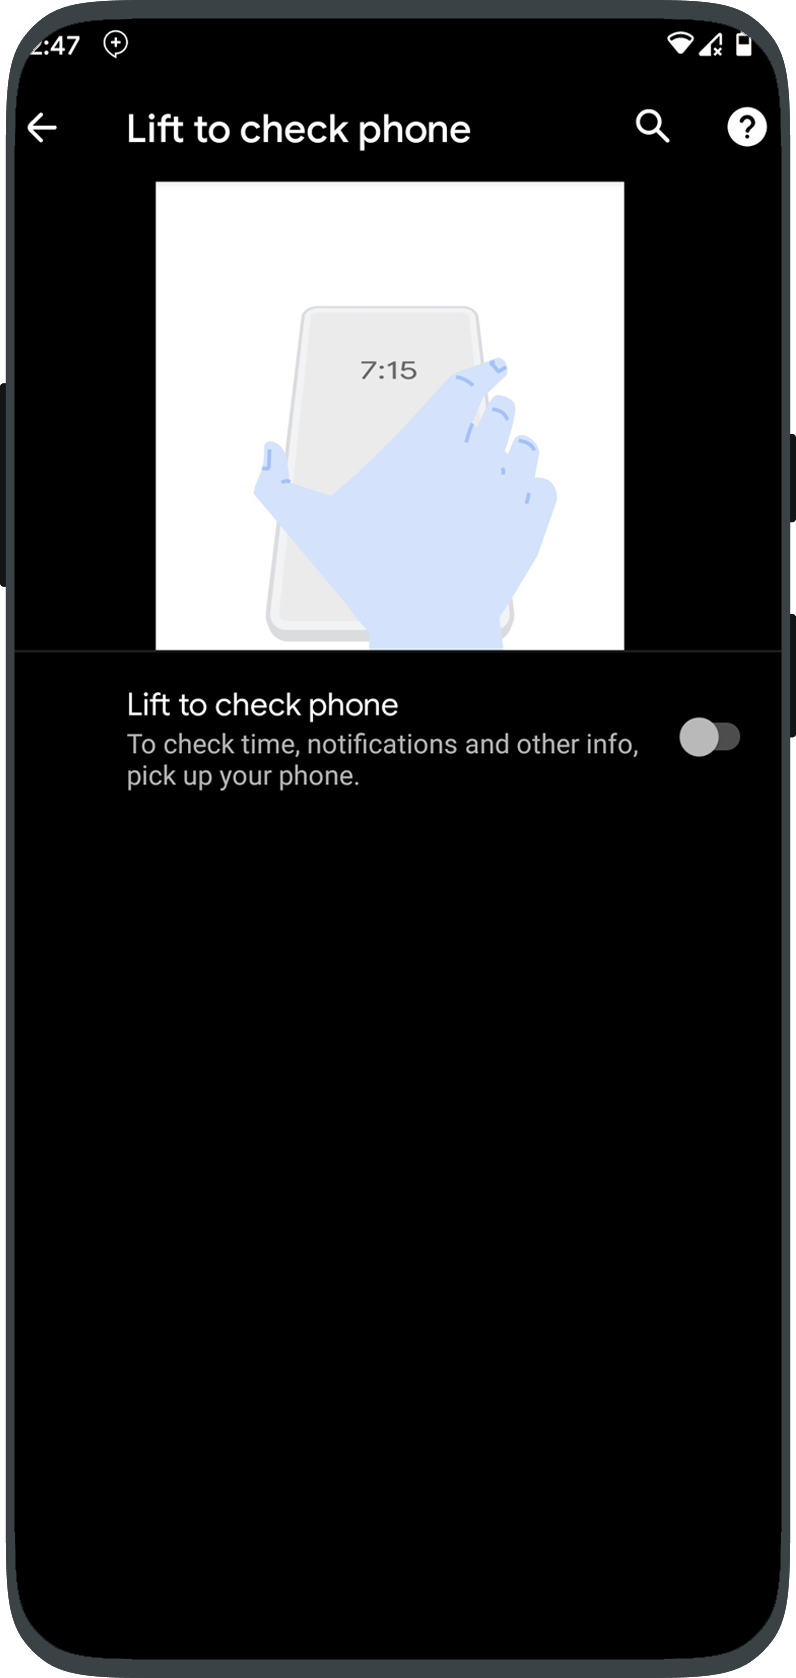 2:47
Lift to check phone
7:15
Lift to check phone
To check time, notifications and other info,
pick up your phone.